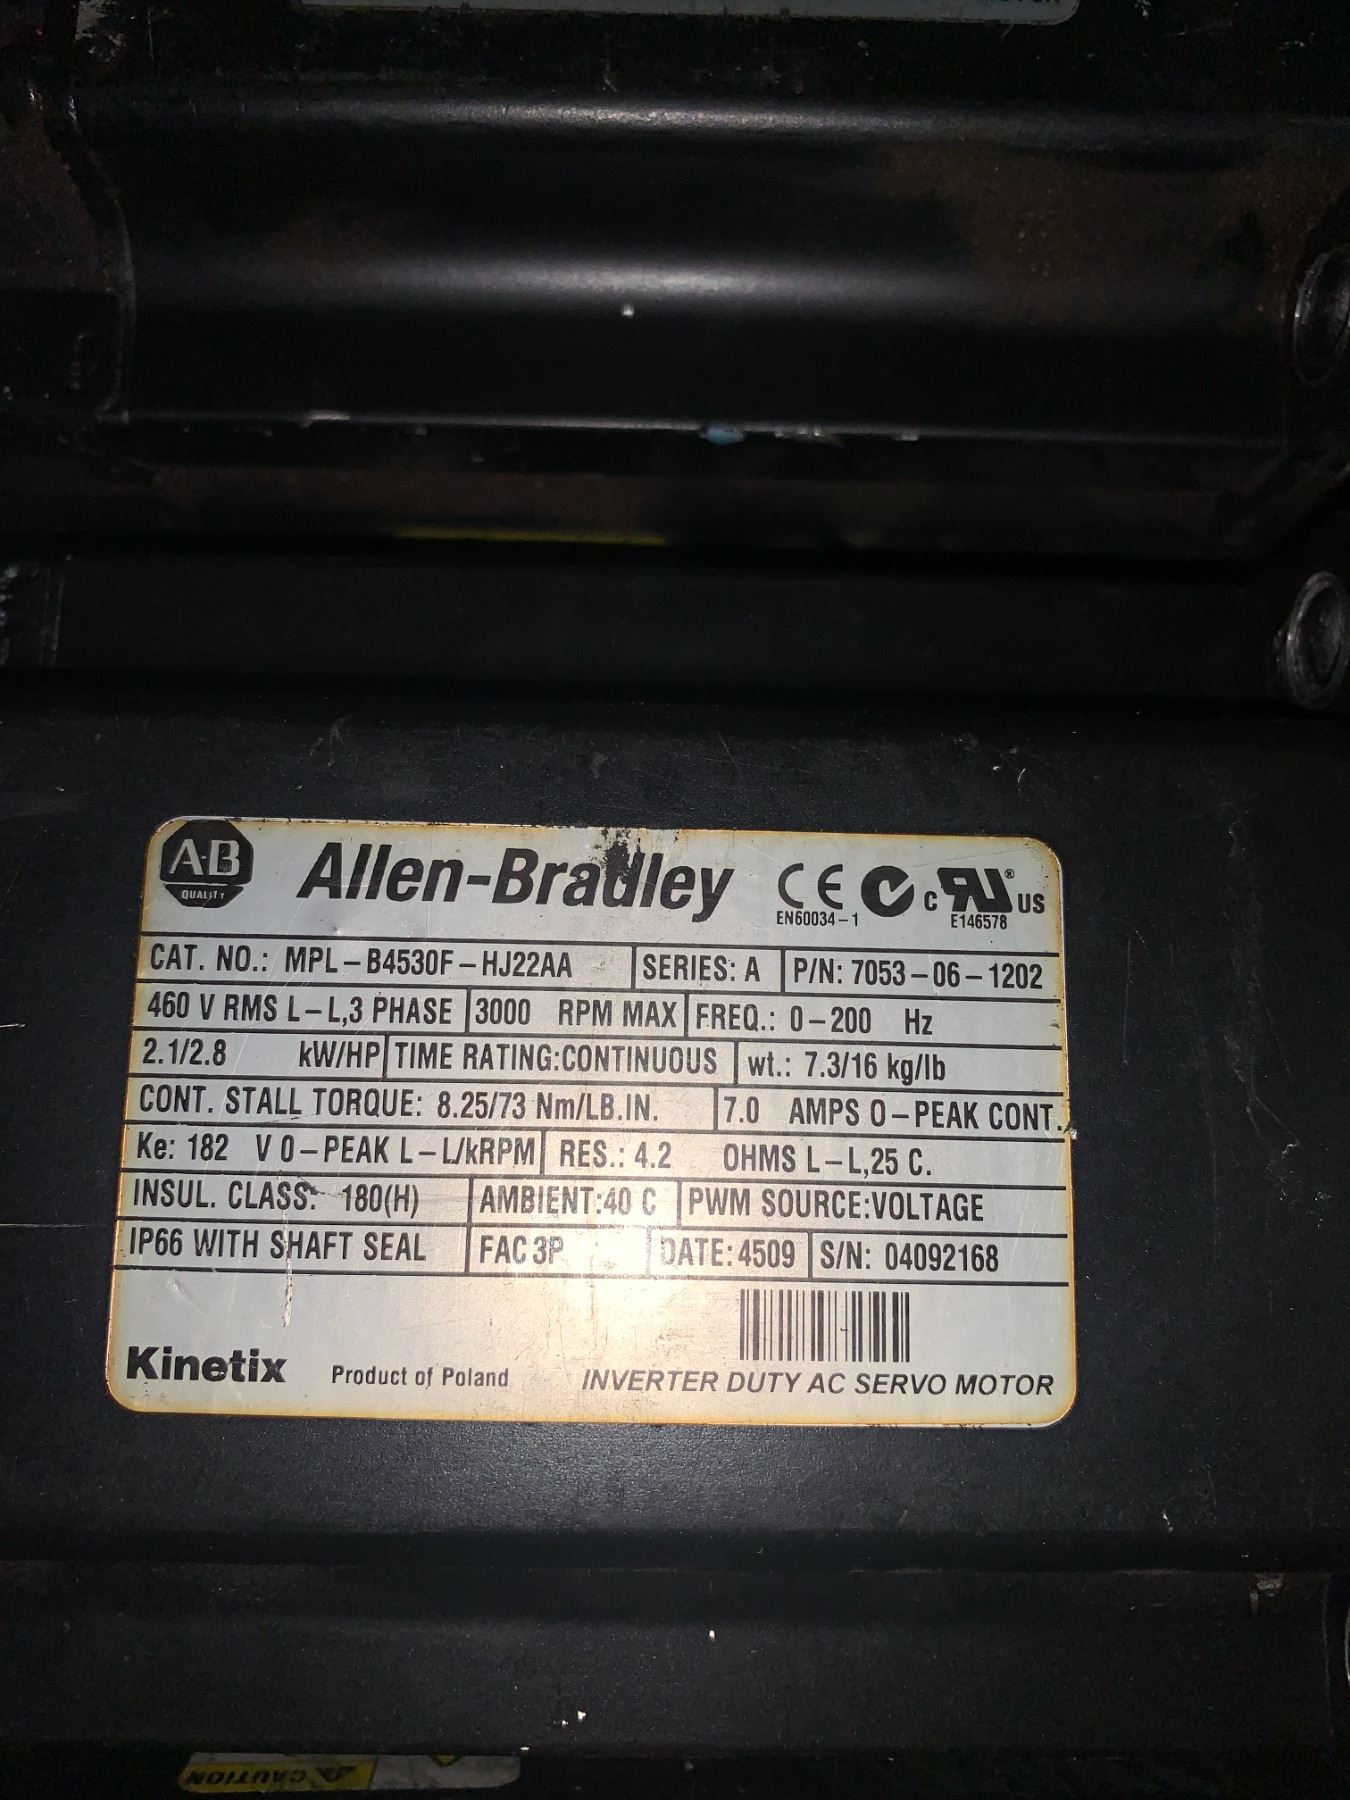 A-B
QUALITY
Allen-Bradley
CE
EN60034-1
c RU® US
E146578
CAT. NO.: MPL-B4530F-HJ22AA SERIES: A P/N: 7053-06-1202
460 V RMS L-L,3 PHASE 3000 RPM MAX FREQ.: 0-200 Hz
2.1/2.8 kW/HP TIME RATING:CONTINUOUS wt.: 7.3/16 kg/lb
CONT. STALL TORQUE: 8.25/73 Nm/LB.IN. 7.0 AMPS 0-PEAK CONT.
Ke: 182 V 0-PEAK L-L/kRPM RES.: 4.2 OHMS L-L,25 C.
INSUL. CLASS: 180(H) AMBIENT:40 C PWM SOURCE:VOLTAGE
IP66 WITH SHAFT SEAL FAC 3P DATE: 4509 S/N: 04092168
Kinetix Product of Poland INVERTER DUTY AC SERVO MOTOR
CAUTION